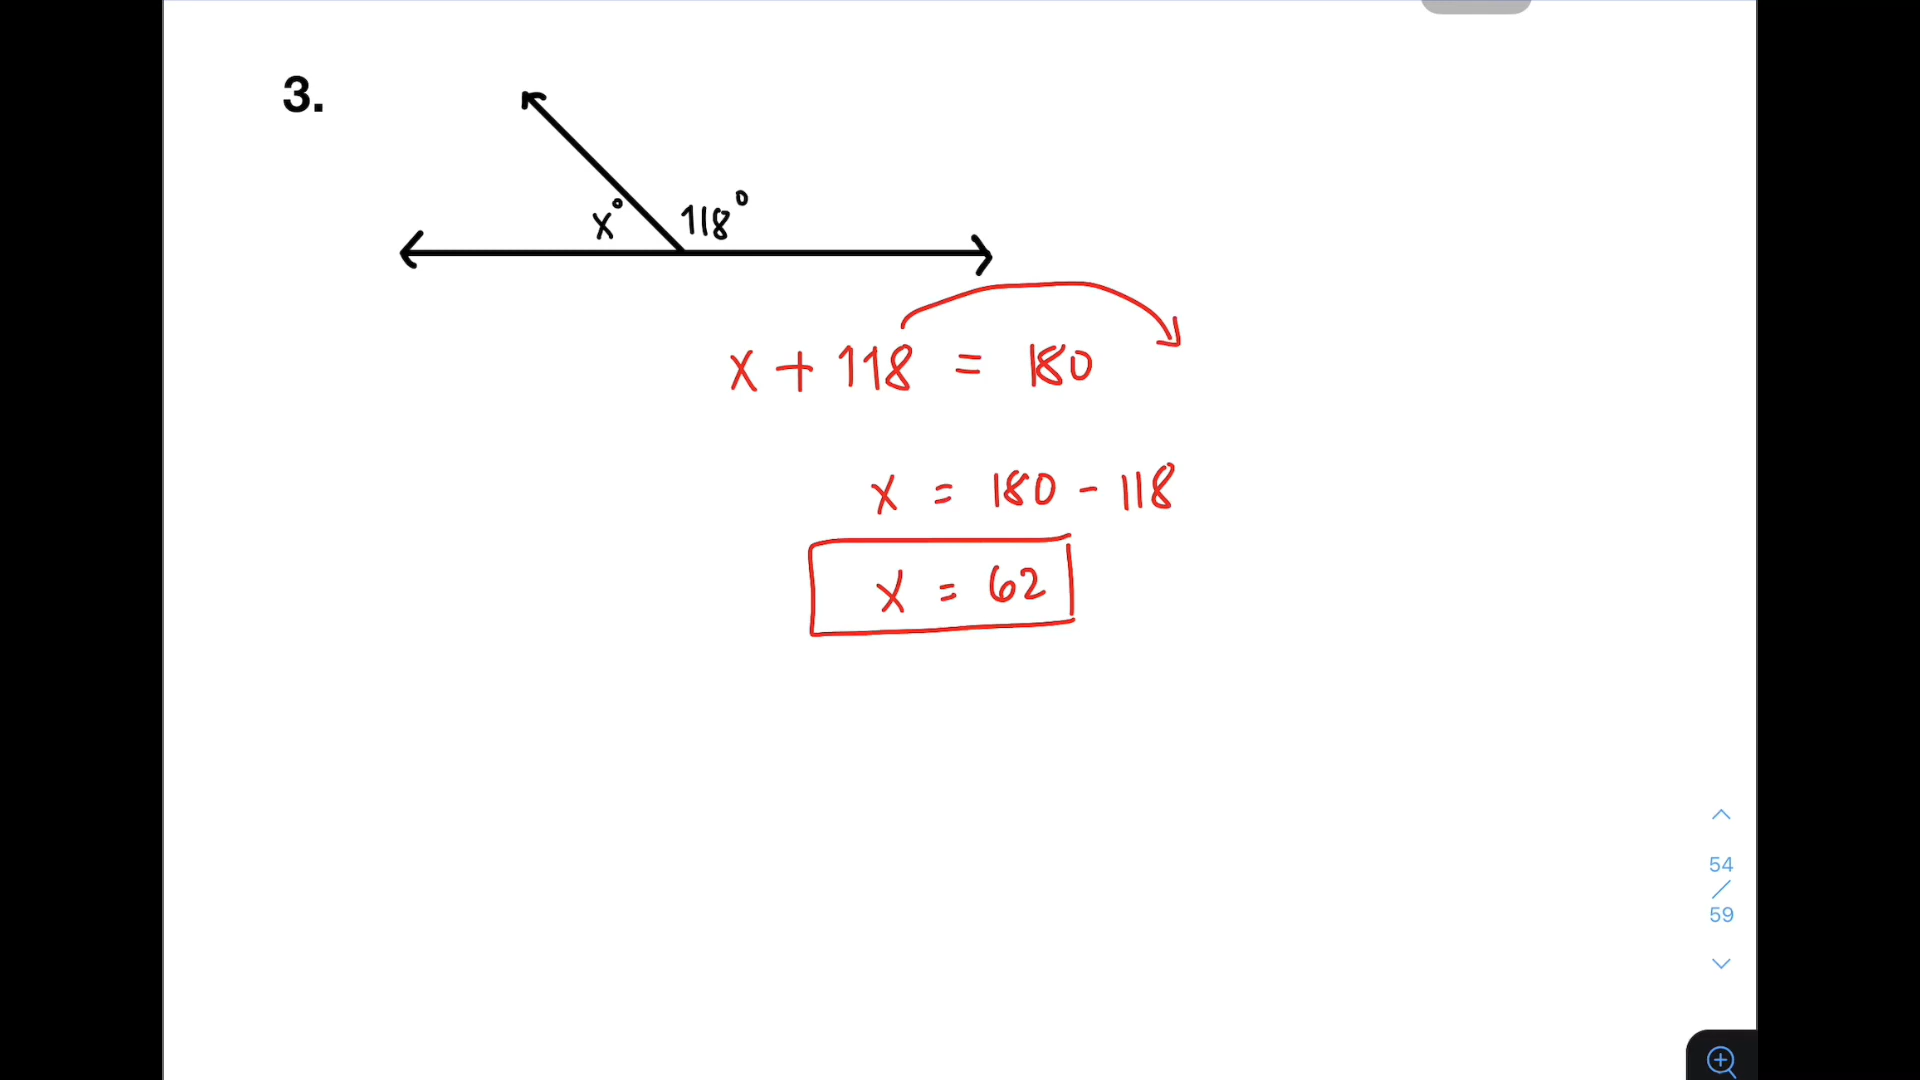 3.
x° 118°
x + 118 = 180
x = 180 - 118
x = 62
54
/
59